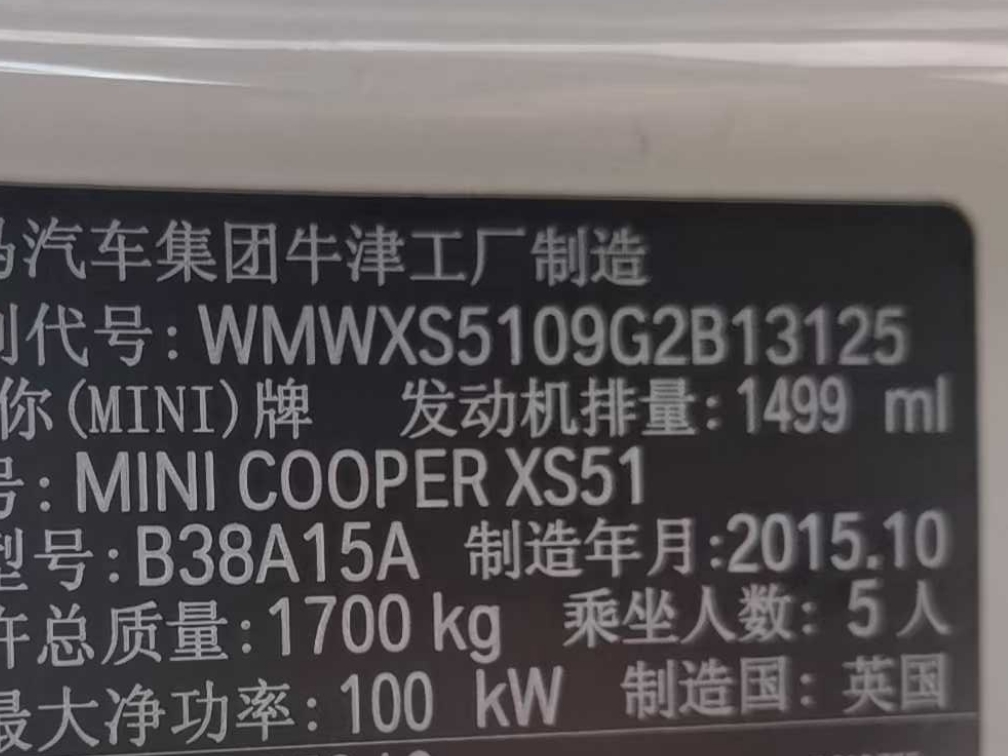 汽车集团牛津工厂制造
代号: WMWXS5109G2B13125
你(MINI)牌 发动机排量: 1499 ml
号: MINI COOPER XS51
型号: B38A15A 制造年月:2015.10
许总质量: 1700 kg 乘坐人数: 5 人
最大净功率: 100 kW 制造国: 英国